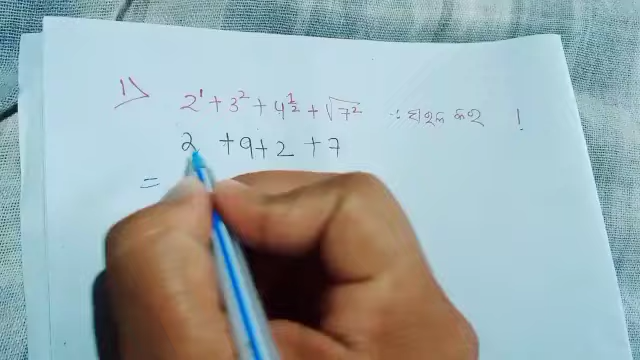 1) 2¹ + 3² + 4^½ + √7² : ସରଳ କର !
2 + 9 + 2 + 7
=